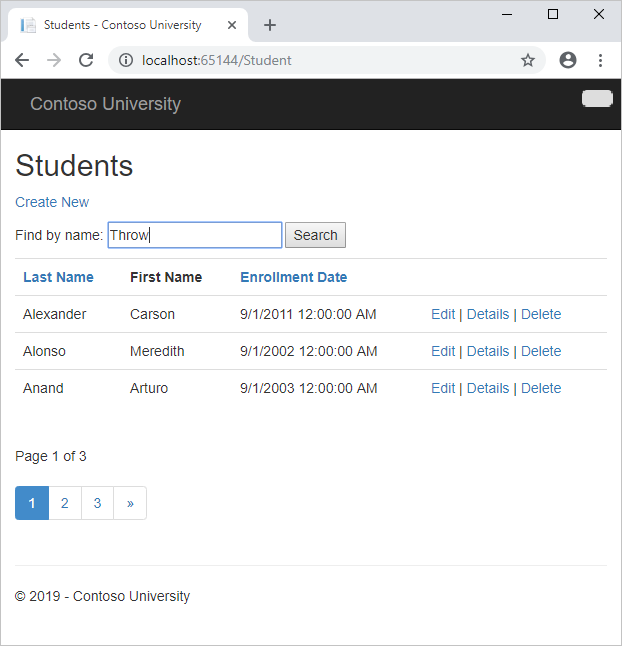 Students - Contoso University
localhost:65144/Student
Contoso University
Students
Create New
Find by name: Throw Search
Last Name First Name Enrollment Date
Alexander Carson 9/1/2011 12:00:00 AM Edit | Details | Delete
Alonso Meredith 9/1/2002 12:00:00 AM Edit | Details | Delete
Anand Arturo 9/1/2003 12:00:00 AM Edit | Details | Delete
Page 1 of 3
1 2 3 »
© 2019 - Contoso University